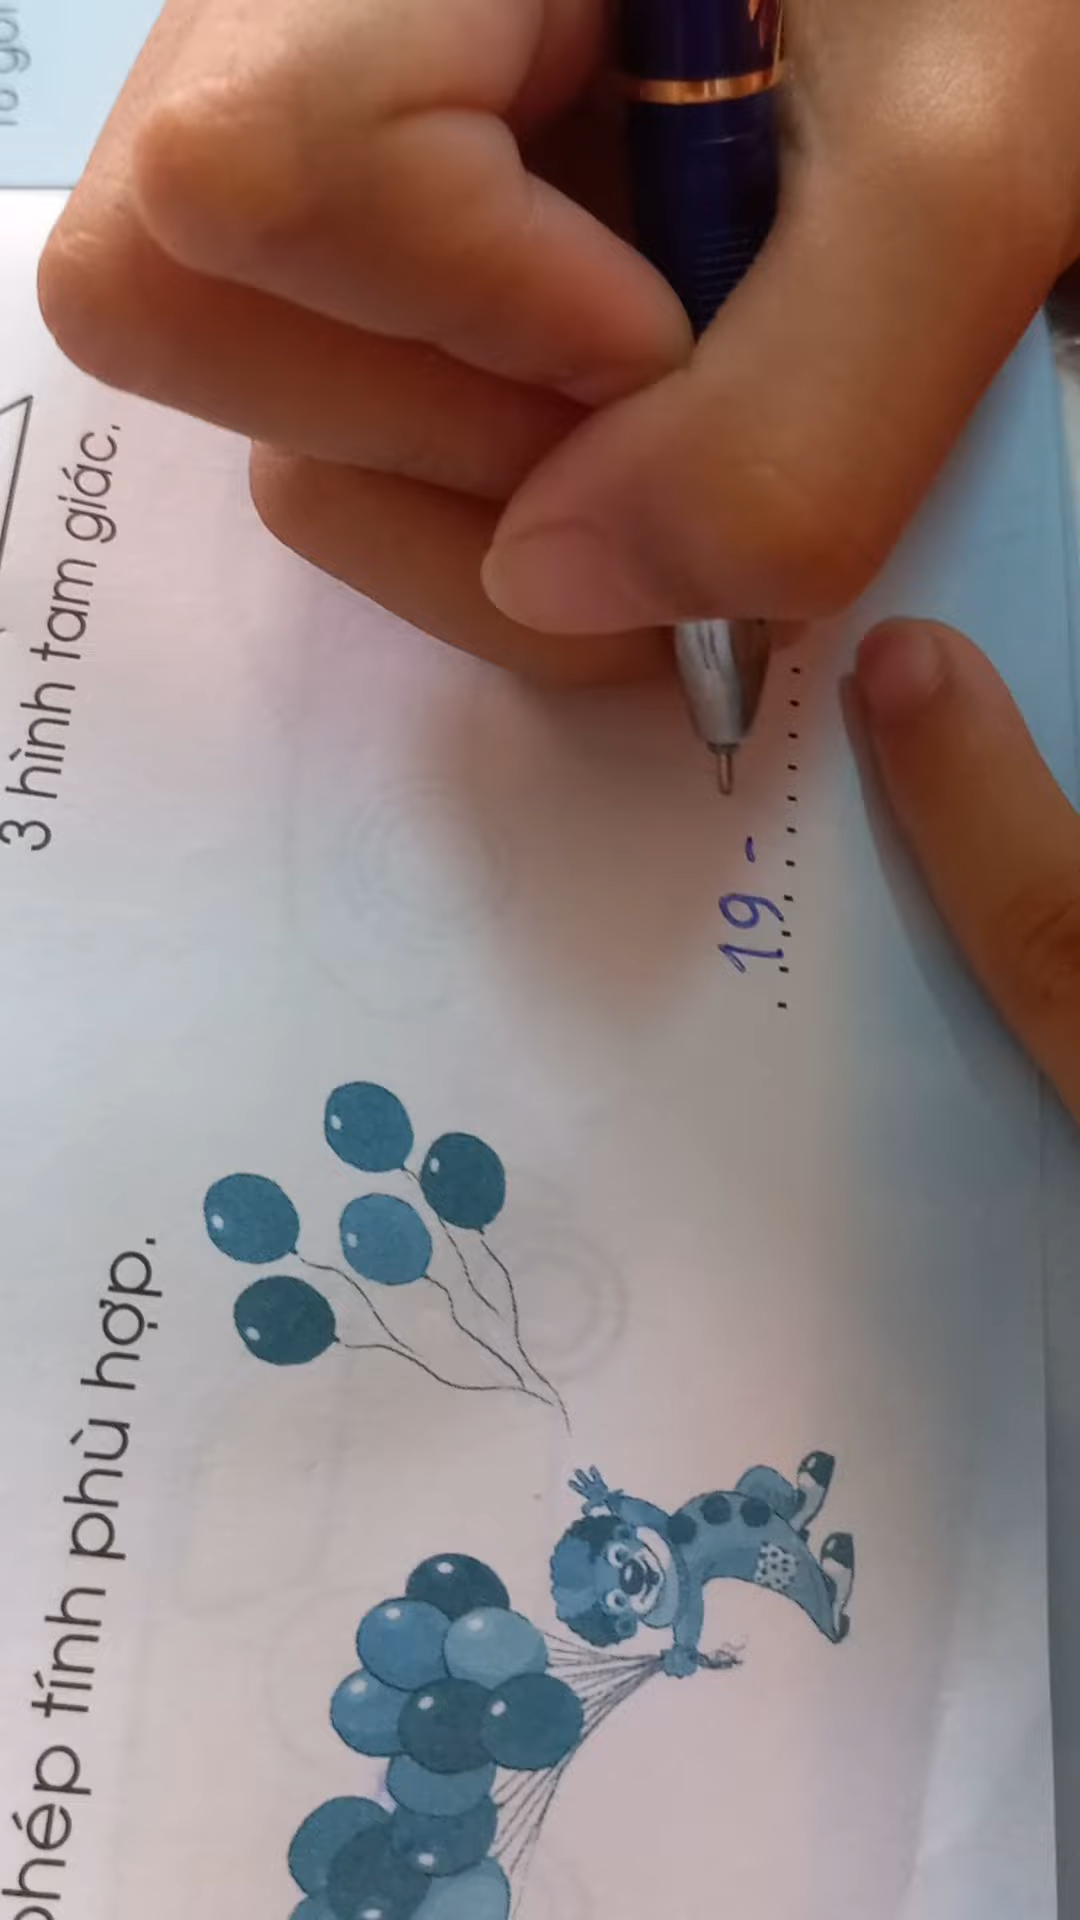 3 hình tam giác.
phép tính phù hợp.
19 -